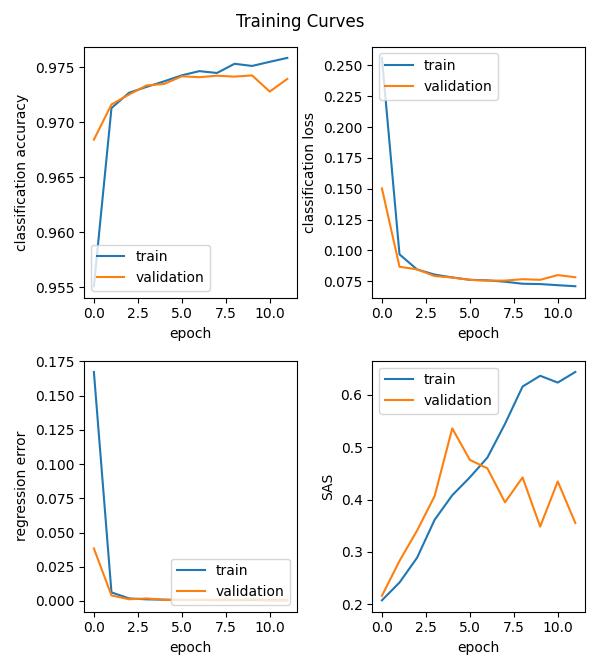 Training Curves
classification accuracy
0.975
0.970
0.965
0.960
0.955
train
validation
0.0 2.5 5.0 7.5 10.0
epoch
classification loss
0.250
0.225
0.200
0.175
0.150
0.125
0.100
0.075
train
validation
0.0 2.5 5.0 7.5 10.0
epoch
regression error
0.175
0.150
0.125
0.100
0.075
0.050
0.025
0.000
train
validation
0.0 2.5 5.0 7.5 10.0
epoch
SAS
0.6
0.5
0.4
0.3
0.2
train
validation
0.0 2.5 5.0 7.5 10.0
epoch